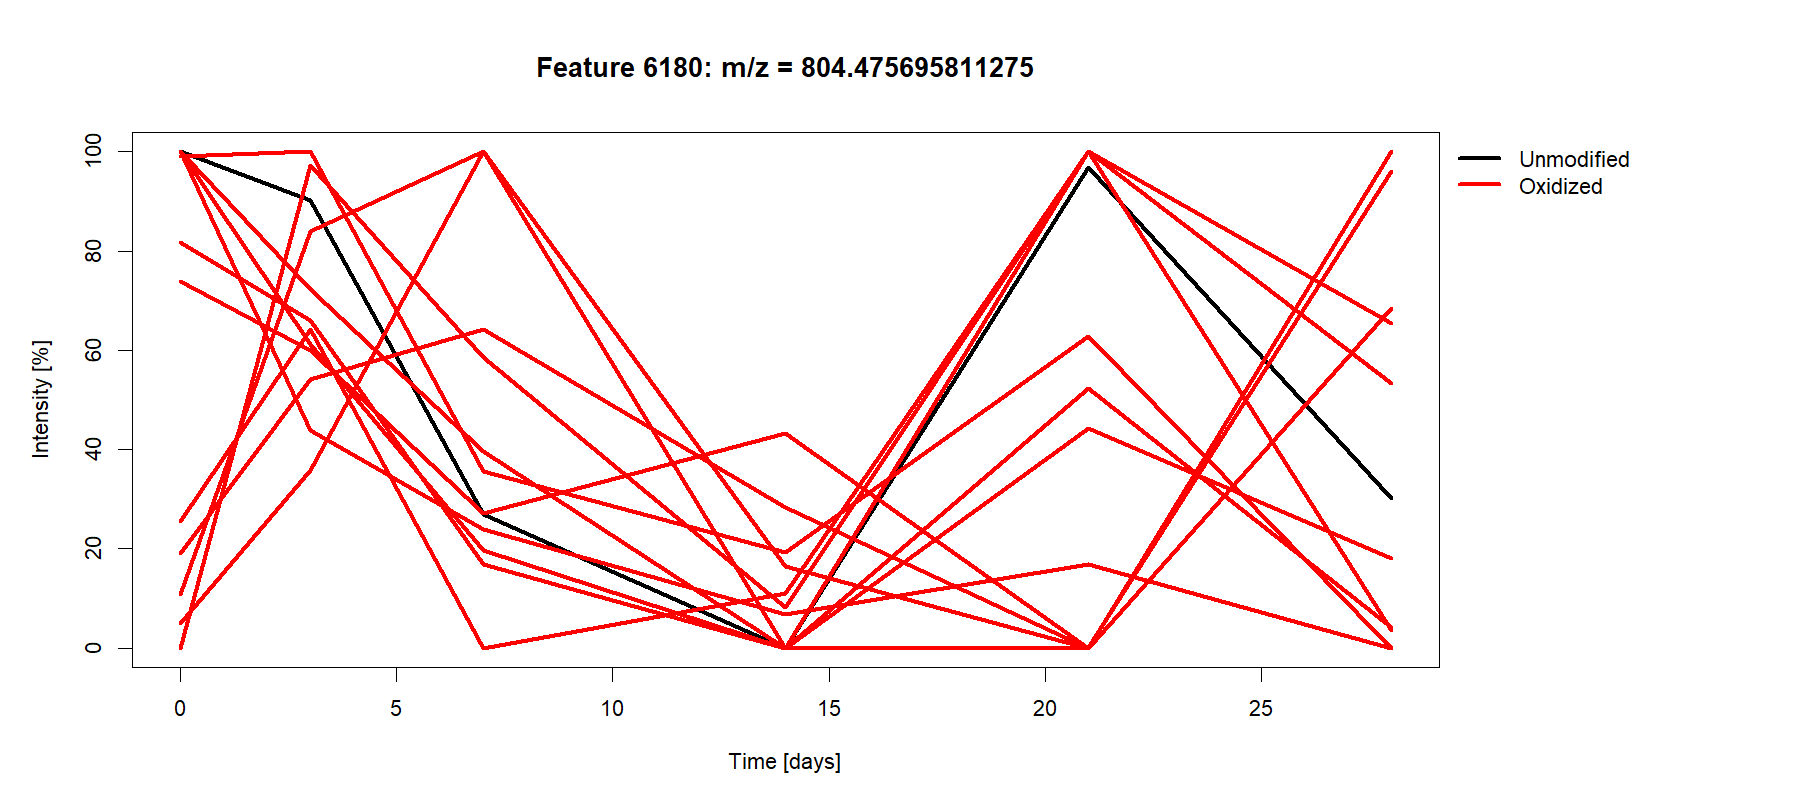 Feature 6180: m/z = 804.475695811275
Unmodified
Oxidized
Intensity [%]
100
80
60
40
20
0
0 5 10 15 20 25
Time [days]